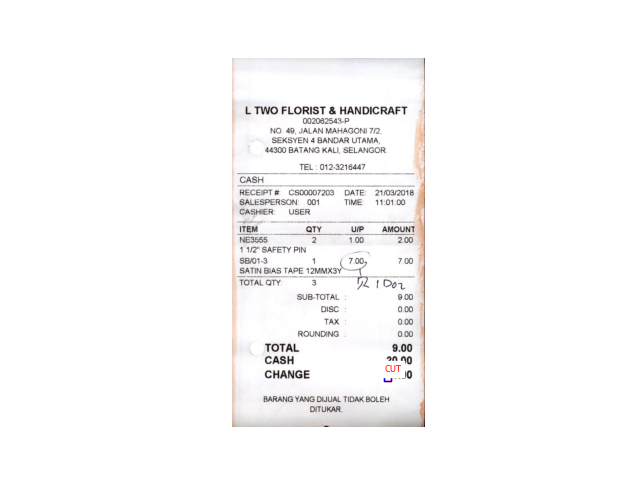 L TWO FLORIST & HANDICRAFT
002062543-P
NO. 49, JALAN MAHAGONI 7/2.
SEKSYEN 4 BANDAR UTAMA,
44300 BATANG KALI, SELANGOR.
TEL : 012-3216447
CASH
RECEIPT #: CS00007203 DATE: 21/03/2018
SALESPERSON: 001 TIME: 11:01:00
CASHIER: USER
ITEM QTY U/P AMOUNT
NE3555 2 1.00 2.00
1 1/2" SAFETY PIN
SB/01-3 1 7.00 7.00
SATIN BIAS TAPE 12MMX3Y
TOTAL QTY: 3 1 Doz
SUB-TOTAL : 9.00
DISC : 0.00
TAX : 0.00
ROUNDING : 0.00
TOTAL 9.00
CASH 20.00
CHANGE
CUT
BARANG YANG DIJUAL TIDAK BOLEH
DITUKAR.